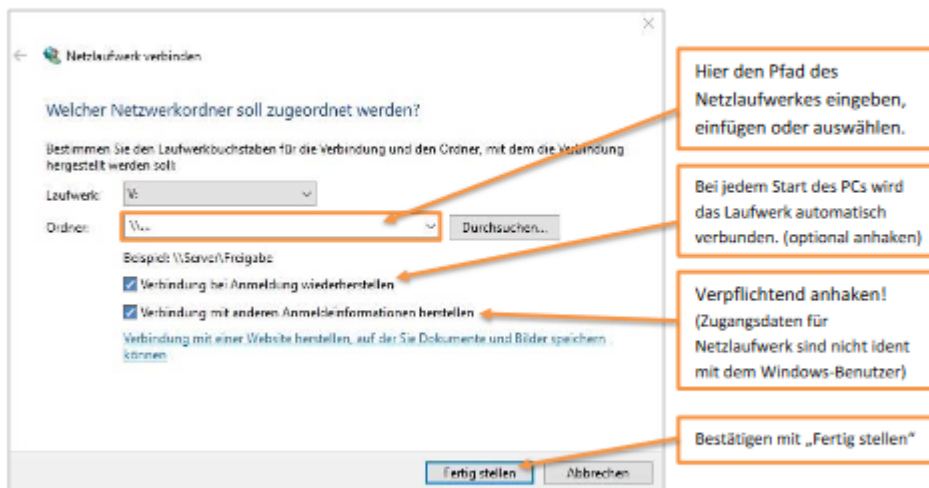 Netzlaufwerk verbinden
Welcher Netzwerkordner soll zugeordnet werden?
Bestimmen Sie den Laufwerkbuchstaben für die Verbindung und den Ordner, mit dem die Verbindung
hergestellt werden soll:
Laufwerk: V:
Ordner: \\... Durchsuchen...
Beispiel: \\Server\Freigabe
Verbindung bei Anmeldung wiederherstellen
Verbindung mit anderen Anmeldeinformationen herstellen
Verbindung mit einer Website herstellen, auf der Sie Dokumente und Bilder speichern
können
Fertig stellen Abbrechen
Hier den Pfad des
Netzlaufwerkes eingeben,
einfügen oder auswählen.
Bei jedem Start des PCs wird
das Laufwerk automatisch
verbunden. (optional anhaken)
Verpflichtend anhaken!
(Zugangsdaten für
Netzlaufwerk sind nicht ident
mit dem Windows-Benutzer)
Bestätigen mit „Fertig stellen“